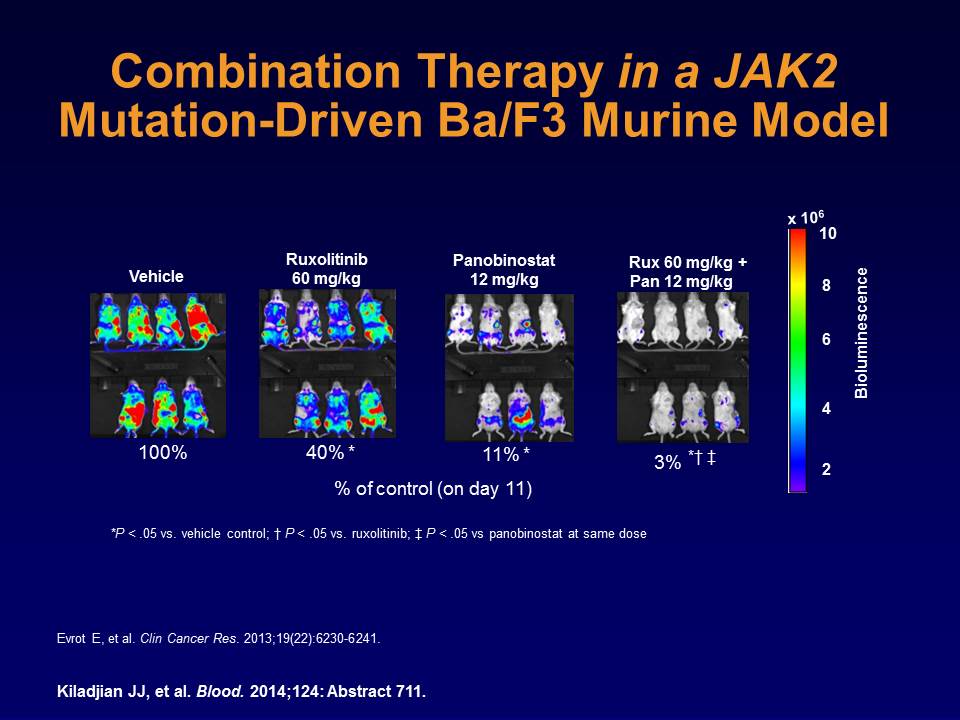 Combination Therapy in a JAK2
Mutation-Driven Ba/F3 Murine Model
Vehicle
Ruxolitinib
60 mg/kg
Panobinostat
12 mg/kg
Rux 60 mg/kg +
Pan 12 mg/kg
x 10⁶
10
8
6
4
2
Bioluminescence
100%
40% *
11% *
3% *† ‡
% of control (on day 11)
*P < .05 vs. vehicle control; † P < .05 vs. ruxolitinib; ‡ P < .05 vs panobinostat at same dose
Evrot E, et al. Clin Cancer Res. 2013;19(22):6230-6241.
Kiladjian JJ, et al. Blood. 2014;124: Abstract 711.